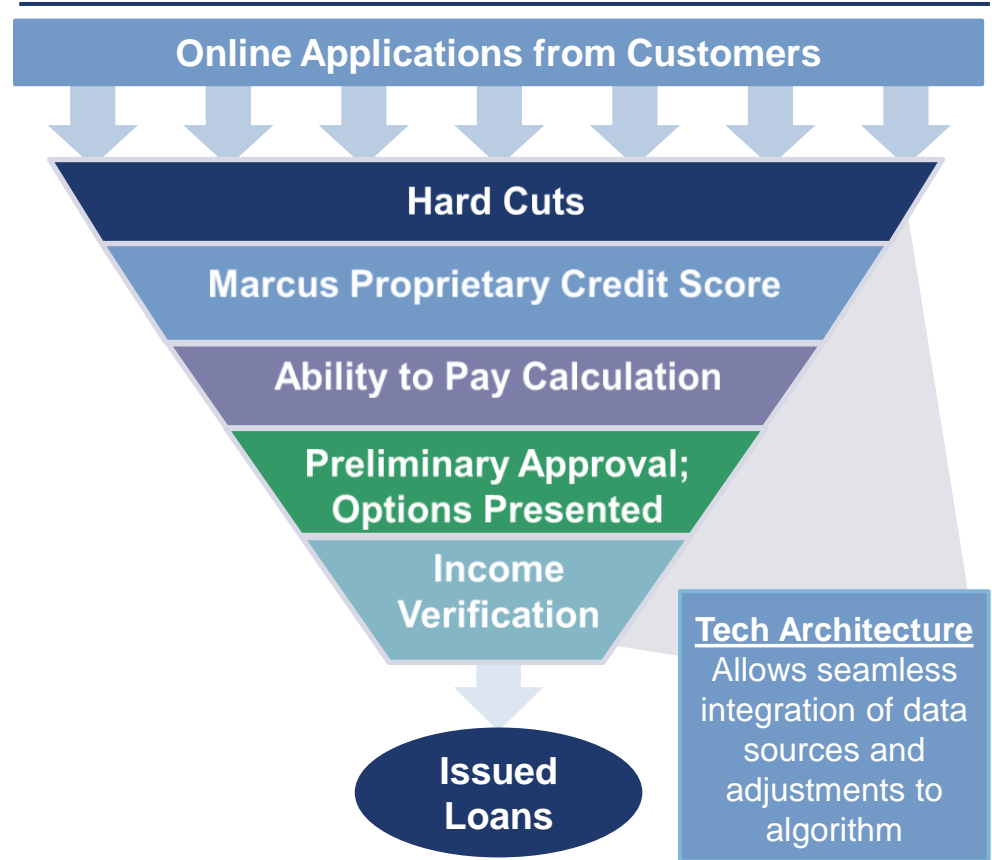 Online Applications from Customers
Hard Cuts
Marcus Proprietary Credit Score
Ability to Pay Calculation
Preliminary Approval;
Options Presented
Income
Verification
Tech Architecture
Allows seamless
integration of data
sources and
adjustments to
algorithm
Issued
Loans